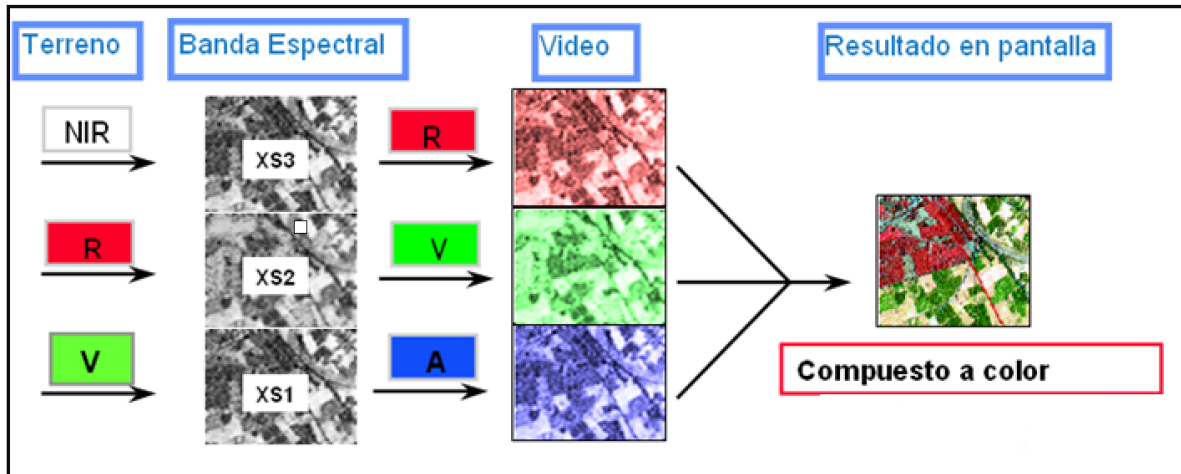 Terreno
Banda Espectral
Video
Resultado en pantalla
NIR
XS3
R
R
XS2
V
V
XS1
A
Compuesto a color